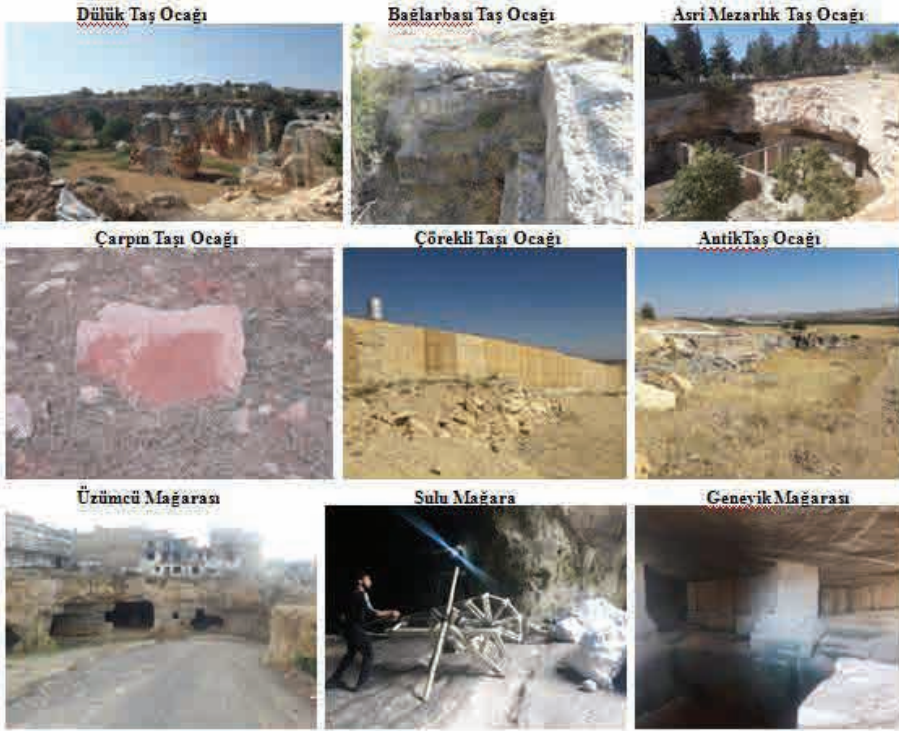 Dülük Taş Ocağı
Bağlarbası Taş Ocağı
Asri Mezarlık Taş Ocağı
Çarpın Taşı Ocağı
Çörekli Taşı Ocağı
AntikTaş Ocağı
Üzümcü Mağarası
Sulu Mağara
Geneyik Mağarası